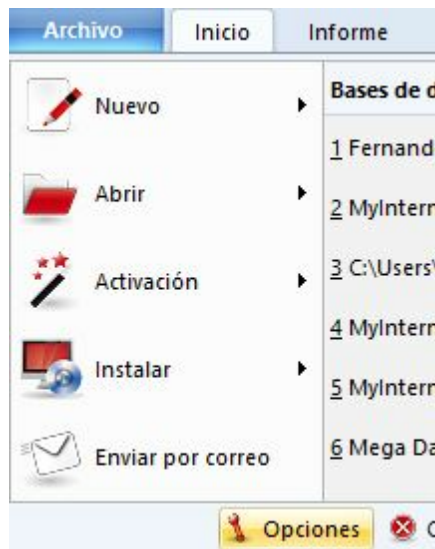 Archivo Inicio Informe
Nuevo
Abrir
Activación
Instalar
Enviar por correo
Bases de
1 Fernand
2 MyIntern
3 C:\Users\
4 MyIntern
5 MyIntern
6 Mega Da
Opciones